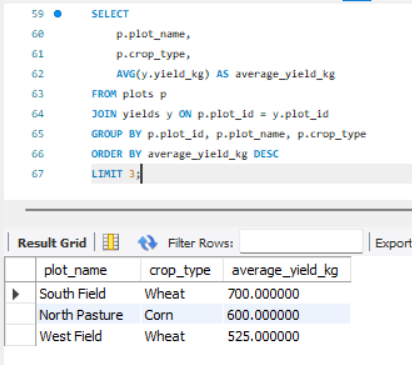 59 SELECT
60 p.plot_name,
61 p.crop_type,
62 AVG(y.yield_kg) AS average_yield_kg
63 FROM plots p
64 JOIN yields y ON p.plot_id = y.plot_id
65 GROUP BY p.plot_id, p.plot_name, p.crop_type
66 ORDER BY average_yield_kg DESC
67 LIMIT 3;
Result Grid Filter Rows: Export
plot_name crop_type average_yield_kg
South Field Wheat 700.000000
North Pasture Corn 600.000000
West Field Wheat 525.000000